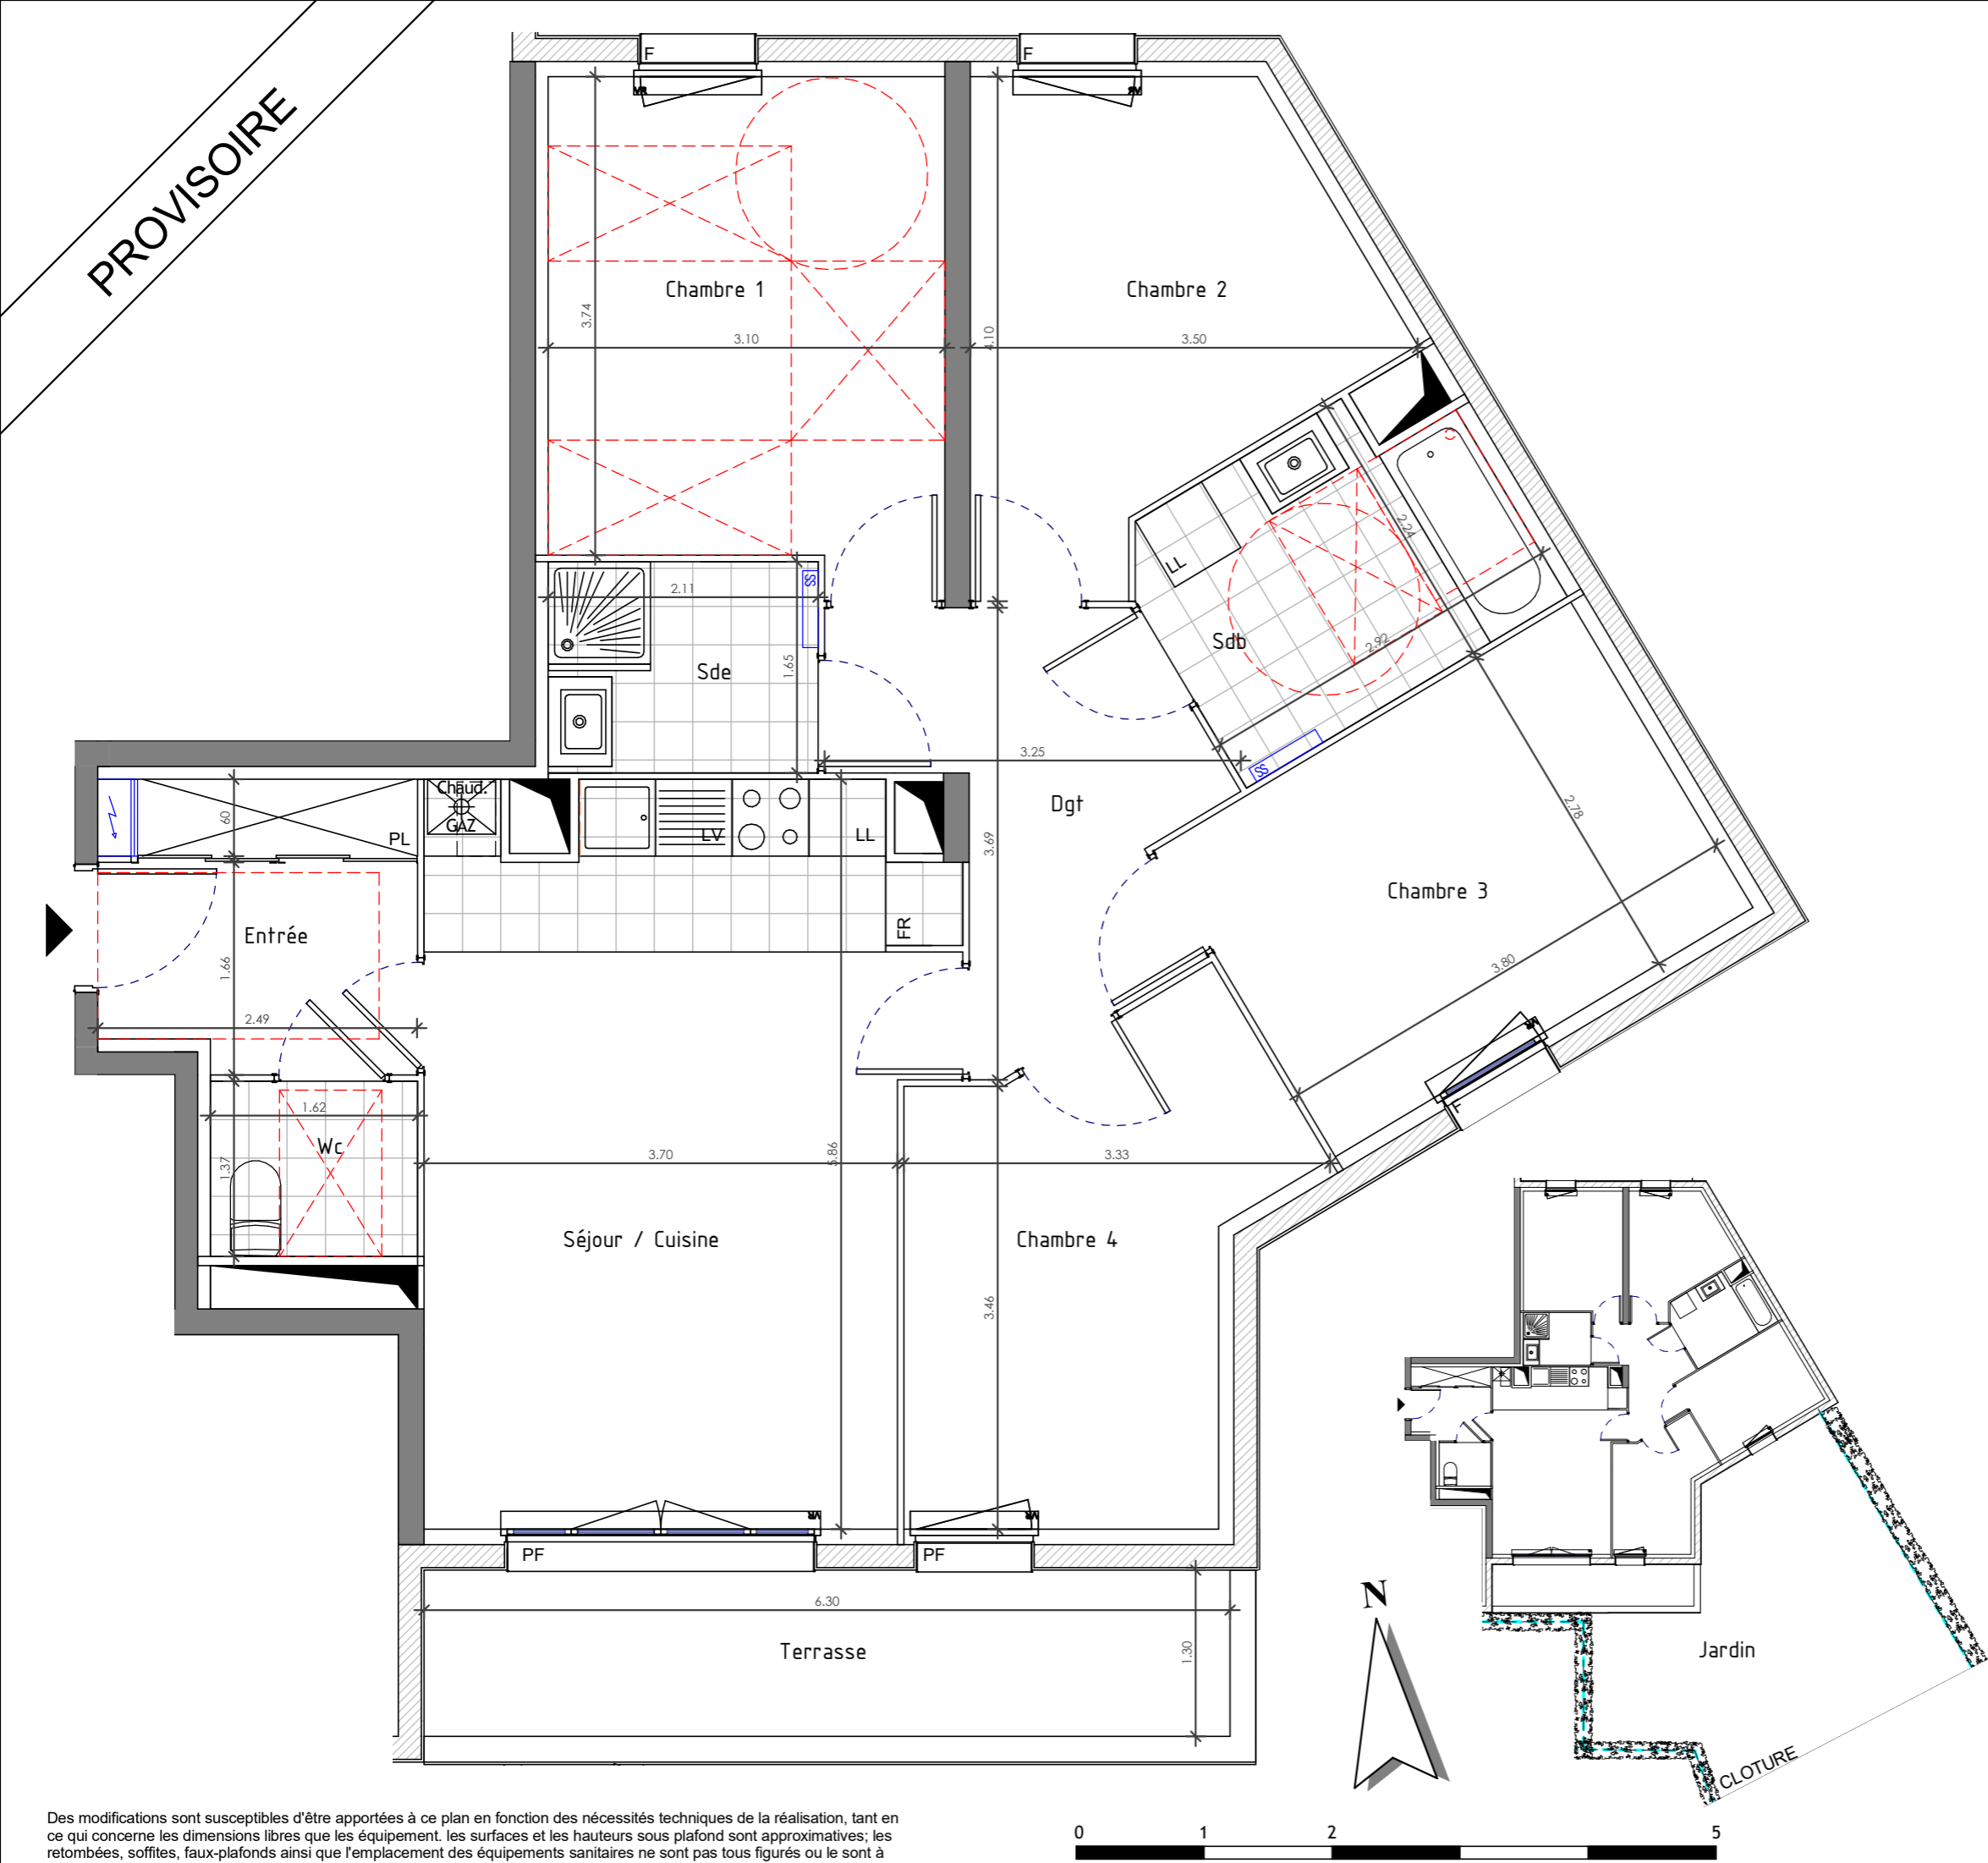 PROVISOIRE
F
F
VR
VR
Chambre 1
Chambre 2
3.74
3.10
4.10
3.50
2.24
LL
SS
2.11
Sde
1.65
Sdb
2.92
SS
3.25
Dgt
2.78
Chaud.
GAZ
60
PL
LV
LL
3.69
Chambre 3
FR
Entrée
1.66
2.49
3.80
VR
F
1.62
Wc
1.37
3.70
5.86
3.33
Séjour / Cuisine
Chambre 4
3.46
VR
VR
PF
PF
6.30
Terrasse
1.30
N
Jardin
CLOTURE
Des modifications sont susceptibles d'être apportées à ce plan en fonction des nécessités techniques de la réalisation, tant en
ce qui concerne les dimensions libres que les équipement. les surfaces et les hauteurs sous plafond sont approximatives; les
retombées, soffites, faux-plafonds ainsi que l'emplacement des équipements sanitaires ne sont pas tous figurés ou le sont à
0 1 2 5